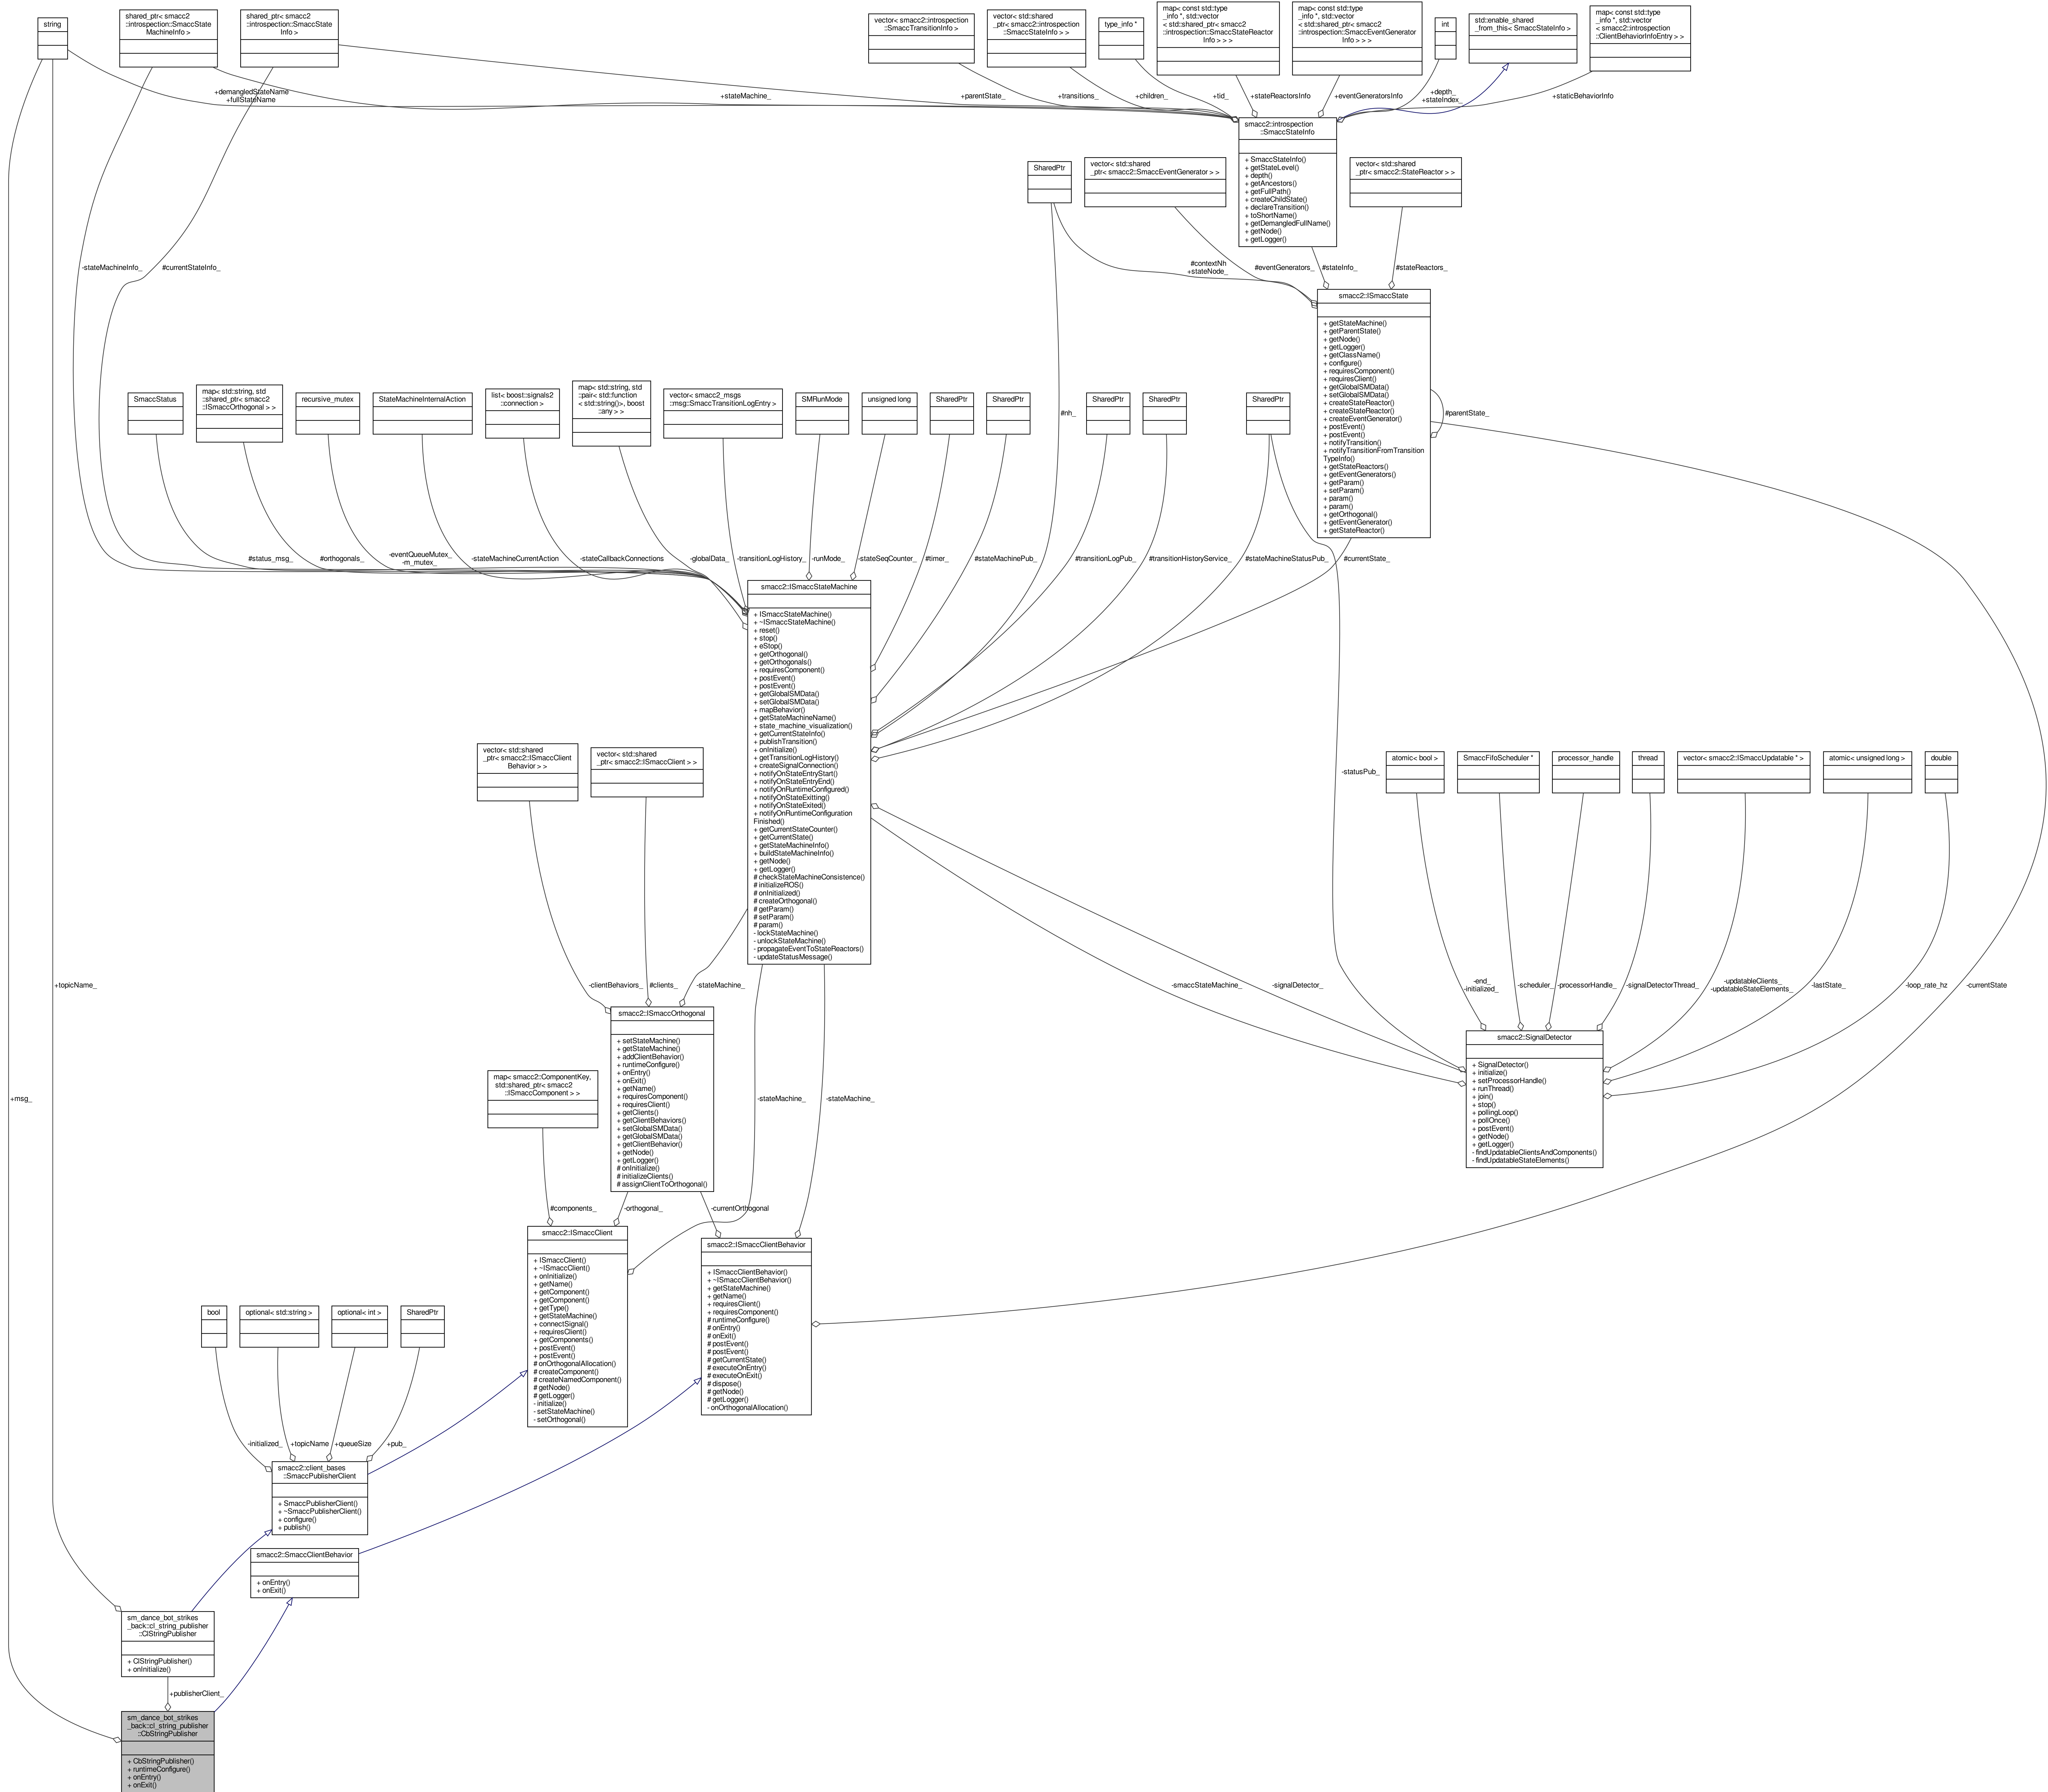 string
shared_ptr< smacc2
::introspection::SmaccState
MachineInfo >
shared_ptr< smacc2
::introspection::SmaccState
Info >
vector< smacc2::introspection
::SmaccTransitionInfo >
vector< std::shared
_ptr< smacc2::introspection
::SmaccStateInfo > >
type_info *
map< const std::type
_info *, std::vector
< std::shared_ptr< smacc2
::introspection::SmaccStateReactor
Info > > >
map< const std::type
_info *, std::vector
< std::shared_ptr< smacc2
::introspection::SmaccEventGenerator
Info > > >
int
std::enable_shared
_from_this< SmaccStateInfo >
map< const std::type
_info *, std::vector
< smacc2::introspection
::ClientBehaviorInfoEntry > >
+demangledStateName
+fullStateName
+stateMachine_
+parentState_
+transitions_
+children_
+tid_
+stateReactorsInfo
+eventGeneratorsInfo
+depth_
+stateIndex_
+staticBehaviorInfo
smacc2::introspection
::SmaccStateInfo
+ SmaccStateInfo()
+ getStateLevel()
+ depth()
+ getAncestors()
+ getFullPath()
+ createChildState()
+ declareTransition()
+ toShortName()
+ getDemangledFullName()
+ getNode()
+ getLogger()
SharedPtr
vector< std::shared
_ptr< smacc2::SmaccEventGenerator > >
vector< std::shared
_ptr< smacc2::StateReactor > >
-stateMachineInfo_
#currentStateInfo_
#contextNh
+stateNode_
#eventGenerators_
#stateInfo_
#stateReactors_
smacc2::ISmaccState
+ getStateMachine()
+ getParentState()
+ getNode()
+ getLogger()
+ getClassName()
+ configure()
+ requiresComponent()
+ requiresClient()
+ getGlobalSMData()
+ setGlobalSMData()
+ createStateReactor()
+ createStateReactor()
+ createEventGenerator()
+ postEvent()
+ postEvent()
+ notifyTransition()
+ notifyTransitionFromTransition
TypeInfo()
+ getStateReactors()
+ getEventGenerators()
+ getParam()
+ setParam()
+ param()
+ param()
+ getOrthogonal()
+ getEventGenerator()
+ getStateReactor()
#parentState_
SmaccStatus
map< std::string, std
::shared_ptr< smacc2
::ISmaccOrthogonal > >
recursive_mutex
StateMachineInternalAction
list< boost::signals2
::connection >
map< std::string, std
::pair< std::function
< std::string()>, boost
::any > >
vector< smacc2_msgs
::msg::SmaccTransitionLogEntry >
SMRunMode
unsigned long
SharedPtr
SharedPtr
SharedPtr
SharedPtr
SharedPtr
#nh_
#status_msg_
#orthogonals_
-eventQueueMutex_
-m_mutex_
-stateMachineCurrentAction
-stateCallbackConnections
-globalData_
-transitionLogHistory_
-runMode_
-stateSeqCounter_
#timer_
#stateMachinePub_
#transitionLogPub_
#transitionHistoryService_
#stateMachineStatusPub_
#currentState_
smacc2::ISmaccStateMachine
+ ISmaccStateMachine()
+ ~ISmaccStateMachine()
+ reset()
+ stop()
+ eStop()
+ getOrthogonal()
+ getOrthogonals()
+ requiresComponent()
+ postEvent()
+ postEvent()
+ getGlobalSMData()
+ setGlobalSMData()
+ mapBehavior()
+ getStateMachineName()
+ state_machine_visualization()
+ getCurrentStateInfo()
+ publishTransition()
+ onInitialize()
+ getTransitionLogHistory()
+ createSignalConnection()
+ notifyOnStateEntryStart()
+ notifyOnStateEntryEnd()
+ notifyOnRuntimeConfigured()
+ notifyOnStateExitting()
+ notifyOnStateExited()
+ notifyOnRuntimeConfiguration
Finished()
+ getCurrentStateCounter()
+ getCurrentState()
+ getStateMachineInfo()
+ buildStateMachineInfo()
+ getNode()
+ getLogger()
# checkStateMachineConsistence()
# initializeROS()
# onInitialized()
# createOrthogonal()
# getParam()
# setParam()
# param()
- lockStateMachine()
- unlockStateMachine()
- propagateEventToStateReactors()
- updateStatusMessage()
vector< std::shared
_ptr< smacc2::ISmaccClient
Behavior > >
vector< std::shared
_ptr< smacc2::ISmaccClient > >
-statusPub_
atomic< bool >
SmaccFifoScheduler *
processor_handle
thread
vector< smacc2::ISmaccUpdatable * >
atomic< unsigned long >
double
+topicName_
-clientBehaviors_
#clients_
-stateMachine_
-smaccStateMachine_
-signalDetector_
-end_
-initialized_
-scheduler_
-processorHandle_
-signalDetectorThread_
-updatableClients_
-updatableStateElements_
-lastState_
-loop_rate_hz
-currentState
smacc2::ISmaccOrthogonal
+ setStateMachine()
+ getStateMachine()
+ addClientBehavior()
+ runtimeConfigure()
+ onEntry()
+ onExit()
+ getName()
+ requiresComponent()
+ requiresClient()
+ getClients()
+ getClientBehaviors()
+ setGlobalSMData()
+ getGlobalSMData()
+ getClientBehavior()
+ getNode()
+ getLogger()
# onInitialize()
# initializeClients()
# assignClientToOrthogonal()
smacc2::SignalDetector
+ SignalDetector()
+ initialize()
+ setProcessorHandle()
+ runThread()
+ join()
+ stop()
+ pollingLoop()
+ pollOnce()
+ postEvent()
+ getNode()
+ getLogger()
- findUpdatableClientsAndComponents()
- findUpdatableStateElements()
map< smacc2::ComponentKey,
std::shared_ptr< smacc2
::ISmaccComponent > >
+msg_
-stateMachine_
-stateMachine_
#components_
-orthogonal_
-currentOrthogonal
smacc2::ISmaccClient
+ ISmaccClient()
+ ~ISmaccClient()
+ onInitialize()
+ getName()
+ getComponent()
+ getComponent()
+ getType()
+ getStateMachine()
+ connectSignal()
+ requiresClient()
+ getComponents()
+ postEvent()
+ postEvent()
# onOrthogonalAllocation()
# createComponent()
# createNamedComponent()
# getNode()
# getLogger()
- initialize()
- setStateMachine()
- setOrthogonal()
smacc2::ISmaccClientBehavior
+ ISmaccClientBehavior()
+ ~ISmaccClientBehavior()
+ getStateMachine()
+ getName()
+ requiresClient()
+ requiresComponent()
# runtimeConfigure()
# onEntry()
# onExit()
# postEvent()
# postEvent()
# getCurrentState()
# executeOnEntry()
# executeOnExit()
# dispose()
# getNode()
# getLogger()
- onOrthogonalAllocation()
bool
optional< std::string >
optional< int >
SharedPtr
-initialized_
+topicName
+queueSize
+pub_
smacc2::client_bases
::SmaccPublisherClient
+ SmaccPublisherClient()
+ ~SmaccPublisherClient()
+ configure()
+ publish()
smacc2::SmaccClientBehavior
+ onEntry()
+ onExit()
sm_dance_bot_strikes
_back::cl_string_publisher
::ClStringPublisher
+ ClStringPublisher()
+ onInitialize()
+publisherClient_
sm_dance_bot_strikes
_back::cl_string_publisher
::CbStringPublisher
+ CbStringPublisher()
+ runtimeConfigure()
+ onEntry()
+ onExit()